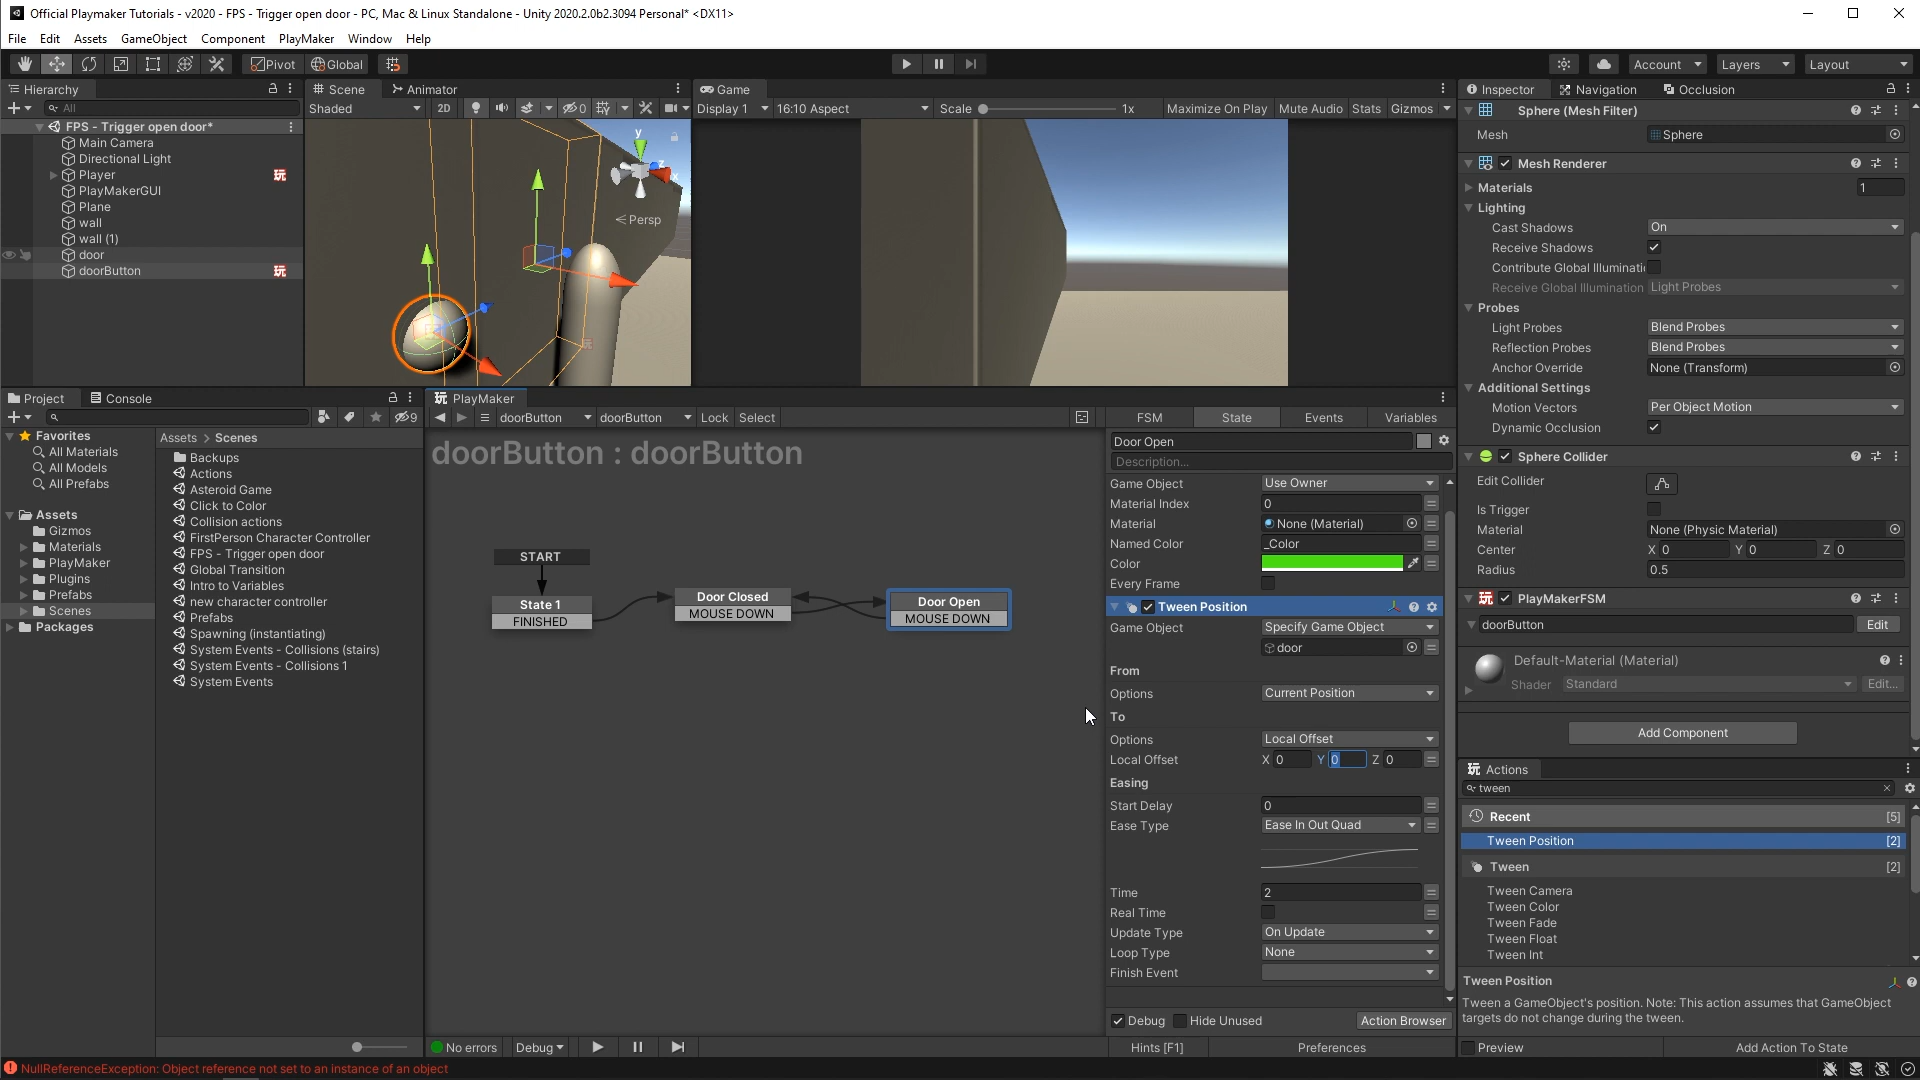 Official Playmaker Tutorials - v2020 - FPS - Trigger open door - PC, Mac & Linux Standalone - Unity 2020.2.0b2.3094 Personal* <DX11>
File Edit Assets GameObject Component PlayMaker Window Help
Pivot Global Account Layers Layout
Hierarchy
All
FPS - Trigger open door*
Main Camera
Directional Light
Player
PlayMakerGUI
Plane
wall
wall (1)
door
doorButton
Scene Animator
Shaded 2D 0
y
z
x
Persp
Game
Display 1 16:10 Aspect Scale 1x Maximize On Play Mute Audio Stats Gizmos
Project Console
9
Favorites
All Materials
All Models
All Prefabs
Assets
Gizmos
Materials
PlayMaker
Plugins
Prefabs
Scenes
Packages
Assets > Scenes
Backups
Actions
Asteroid Game
Click to Color
Collision actions
FirstPerson Character Controller
FPS - Trigger open door
Global Transition
Intro to Variables
new character controller
Prefabs
Spawning (instantiating)
System Events - Collisions (stairs)
System Events - Collisions 1
System Events
PlayMaker
doorButton doorButton Lock Select
doorButton : doorButton
START
State 1
FINISHED
Door Closed
MOUSE DOWN
Door Open
MOUSE DOWN
No errors Debug
FSM State Events Variables
Door Open
Description...
Game Object Use Owner
Material Index 0
Material None (Material)
Named Color _Color
Color
Every Frame
Tween Position
Game Object Specify Game Object
door
From
Options Current Position
To
Options Local Offset
Local Offset X 0 Y 0 Z 0
Easing
Start Delay 0
Ease Type Ease In Out Quad
Time 2
Real Time
Update Type On Update
Loop Type None
Finish Event
Debug Hide Unused Action Browser
Hints [F1] Preferences
Inspector Navigation Occlusion
Sphere (Mesh Filter)
Mesh Sphere
Mesh Renderer
Materials 1
Lighting
Cast Shadows On
Receive Shadows
Contribute Global Illuminati
Receive Global Illumination Light Probes
Probes
Light Probes Blend Probes
Reflection Probes Blend Probes
Anchor Override None (Transform)
Additional Settings
Motion Vectors Per Object Motion
Dynamic Occlusion
Sphere Collider
Edit Collider
Is Trigger
Material None (Physic Material)
Center X 0 Y 0 Z 0
Radius 0.5
PlayMakerFSM
doorButton Edit
Default-Material (Material)
Shader Standard Edit...
Add Component
Actions
tween
Recent [5]
Tween Position [2]
Tween [2]
Tween Camera
Tween Color
Tween Fade
Tween Float
Tween Int
Tween Position
Tween a GameObject's position. Note: This action assumes that GameObject
targets do not change during the tween.
Preview Add Action To State
NullReferenceException: Object reference not set to an instance of an object